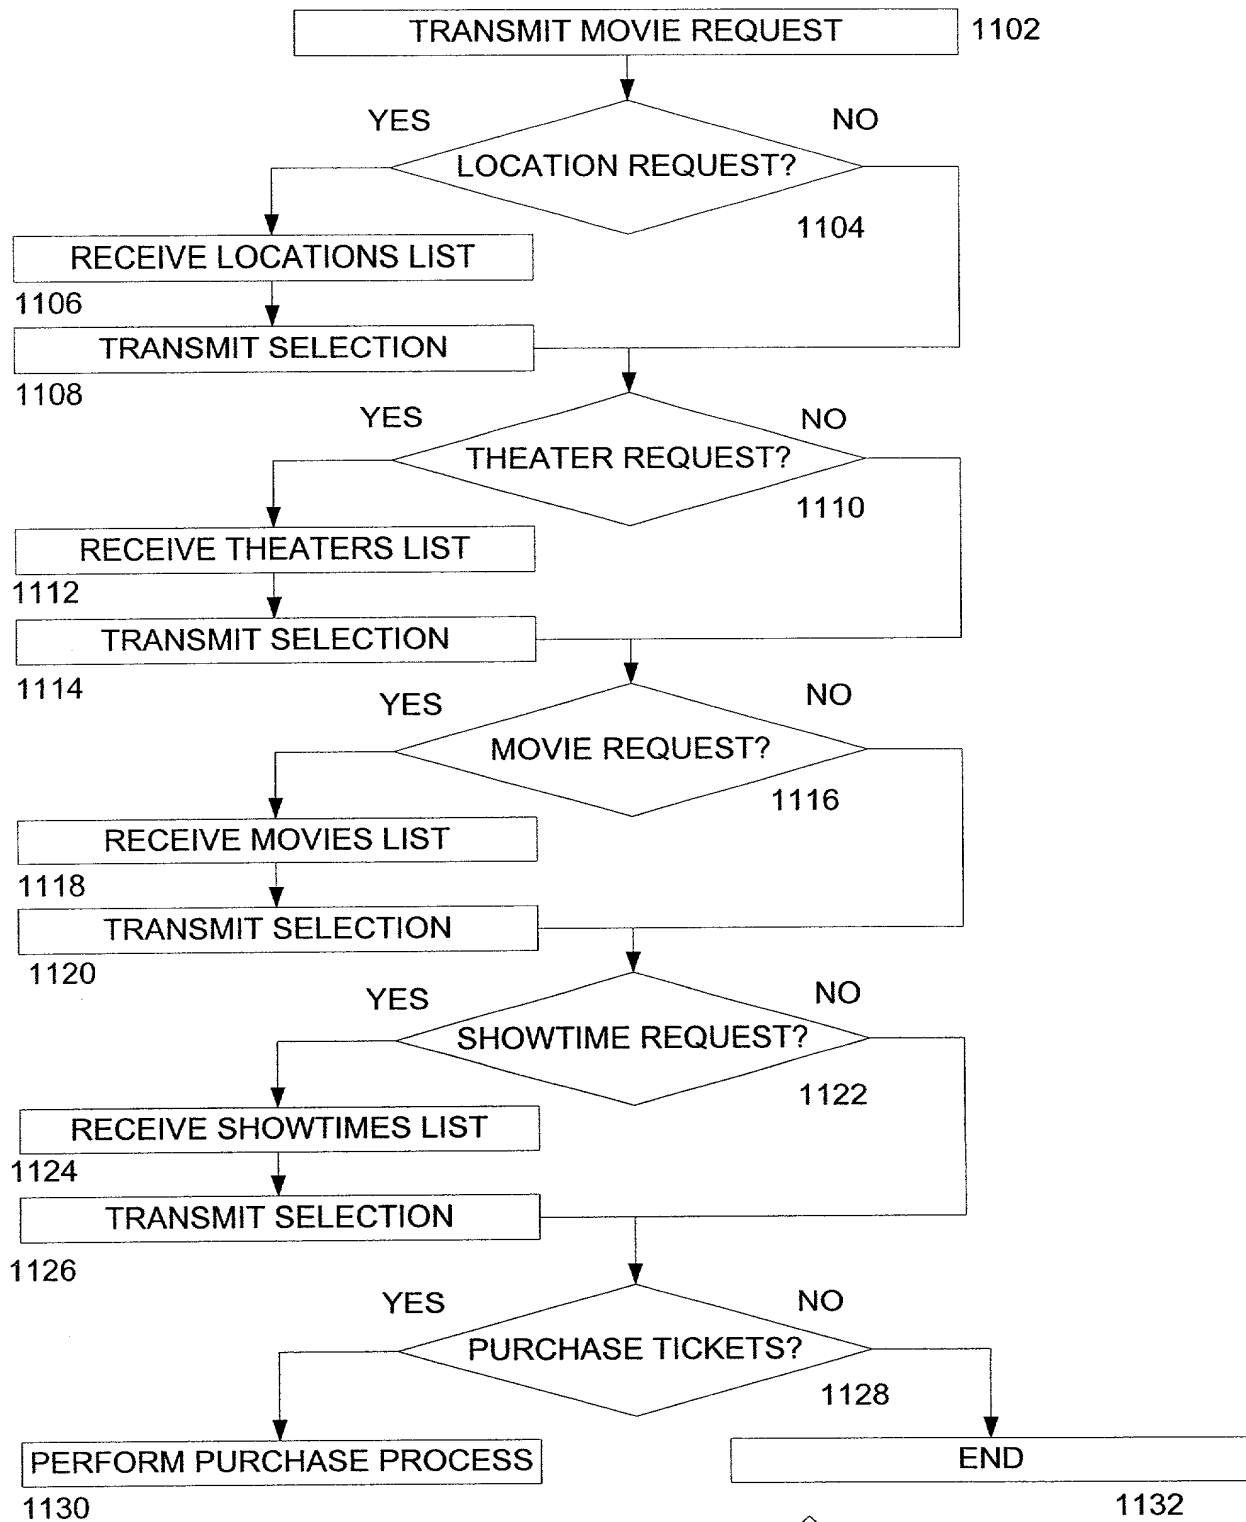 TRANSMIT MOVIE REQUEST 1102
YES NO
LOCATION REQUEST?
1104
RECEIVE LOCATIONS LIST
1106
TRANSMIT SELECTION
1108
YES NO
THEATER REQUEST?
1110
RECEIVE THEATERS LIST
1112
TRANSMIT SELECTION
1114
YES NO
MOVIE REQUEST?
1116
RECEIVE MOVIES LIST
1118
TRANSMIT SELECTION
1120
YES NO
SHOWTIME REQUEST?
1122
RECEIVE SHOWTIMES LIST
1124
TRANSMIT SELECTION
1126
YES NO
PURCHASE TICKETS?
1128
PERFORM PURCHASE PROCESS
1130
END
1132